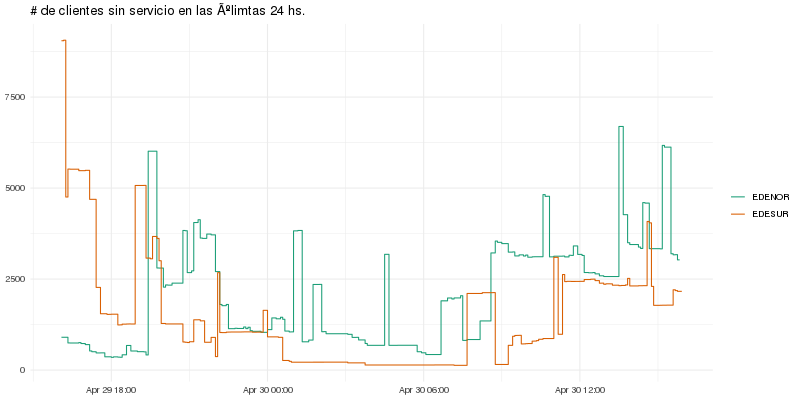 # de clientes sin servicio en las Ãºlimtas 24 hs.
7500
5000
2500
0
Apr 29 18:00
Apr 30 00:00
Apr 30 06:00
Apr 30 12:00
EDENOR
EDESUR